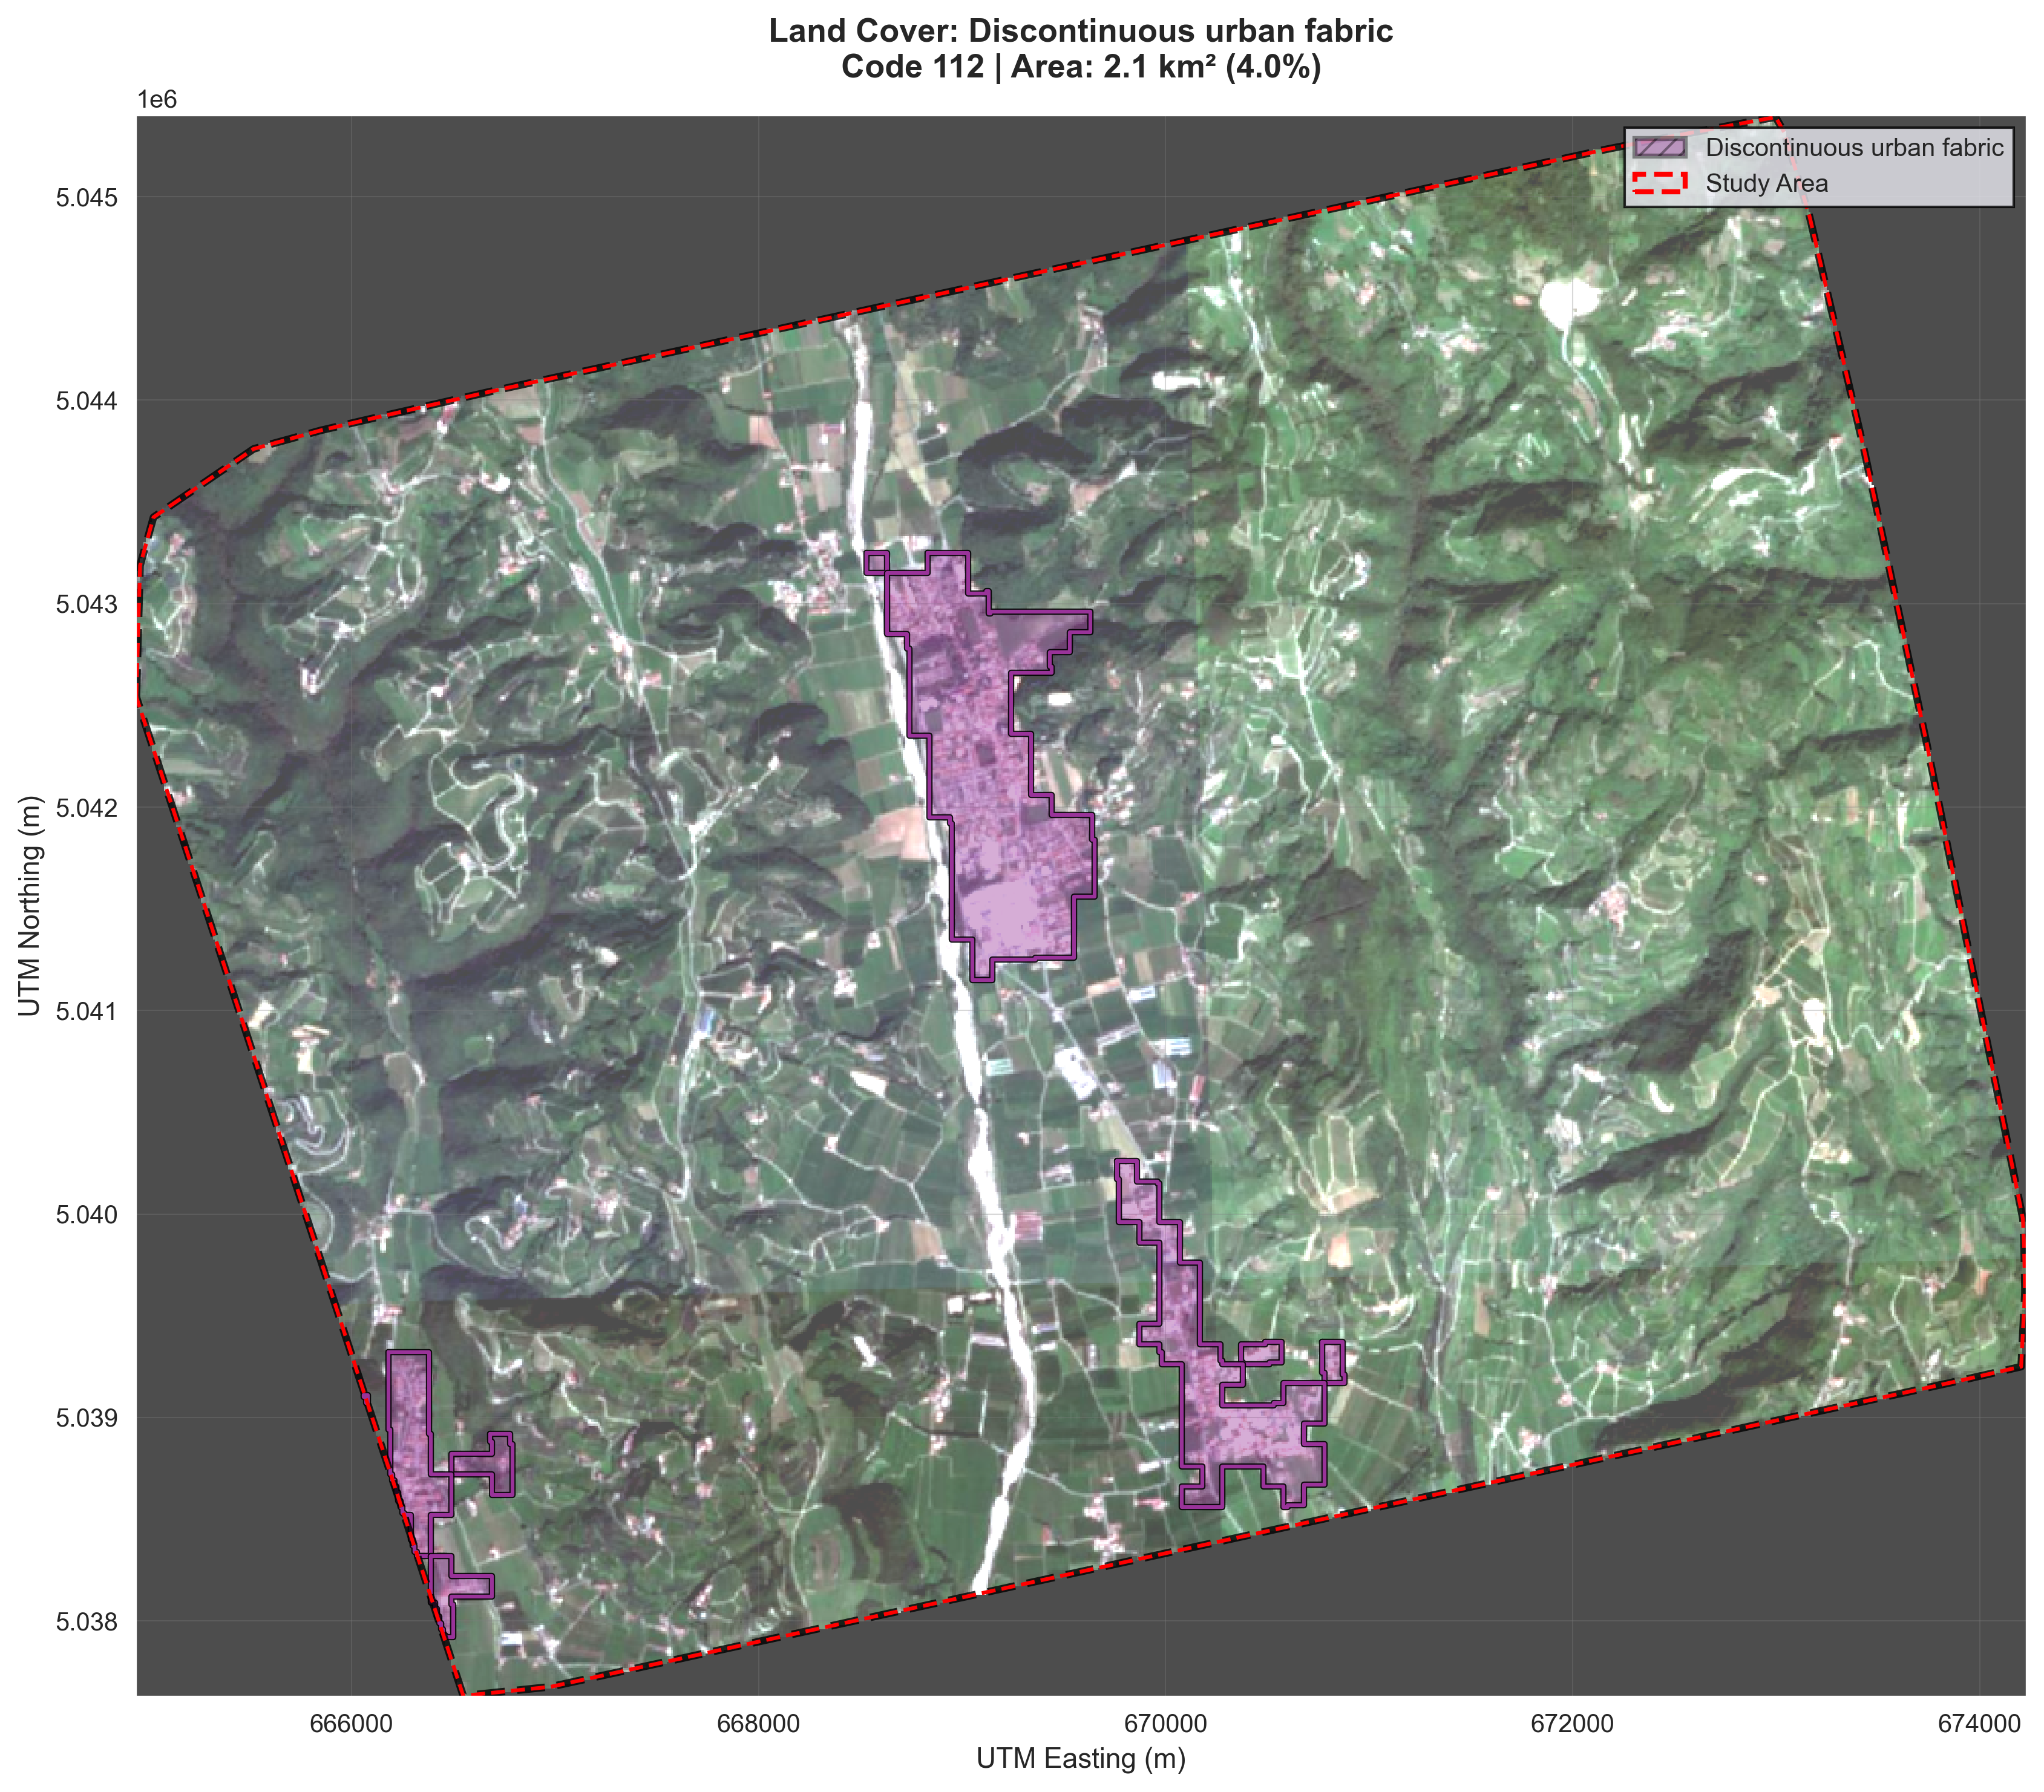 Land Cover: Discontinuous urban fabric
Code 112 | Area: 2.1 km² (4.0%)
1e6
Discontinuous urban fabric
Study Area
5.045
5.044
5.043
5.042
5.041
5.040
5.039
5.038
UTM Northing (m)
666000
668000
670000
672000
674000
UTM Easting (m)